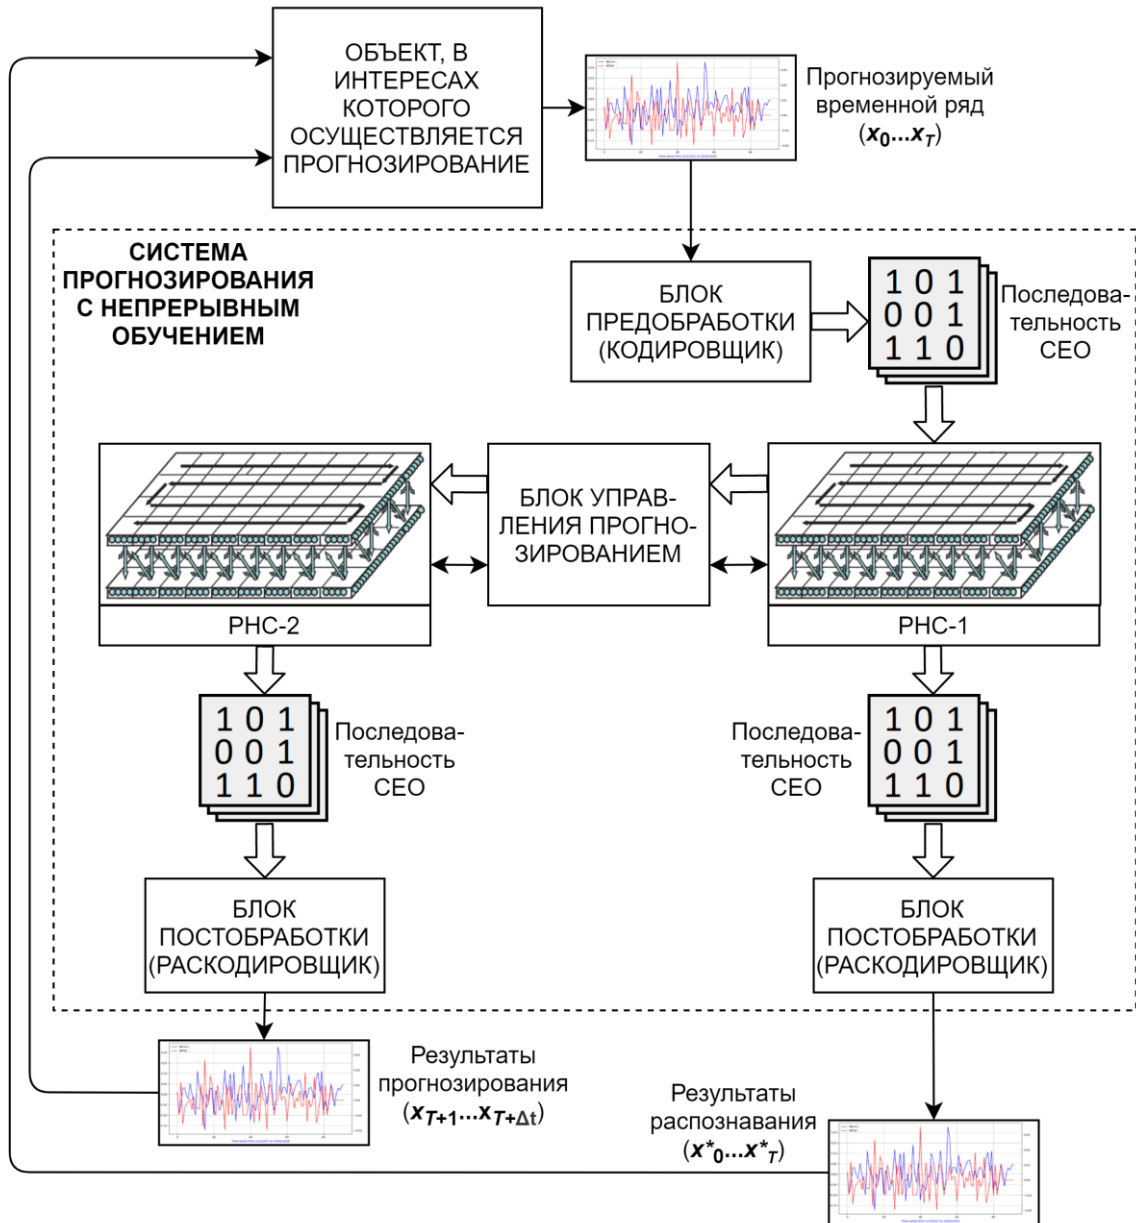 ОБЪЕКТ, В
ИНТЕРЕСАХ
КОТОРОГО
ОСУЩЕСТВЛЯЕТСЯ
ПРОГНОЗИРОВАНИЕ
Прогнозируемый
временной ряд
(x0...xT)
СИСТЕМА
ПРОГНОЗИРОВАНИЯ
С НЕПРЕРЫВНЫМ
ОБУЧЕНИЕМ
БЛОК
ПРЕДОБРАБОТКИ
(КОДИРОВЩИК)
1 0 1
0 0 1
1 1 0
Последова-
тельность
СЕО
БЛОК УПРАВ-
ЛЕНИЯ ПРОГНО-
ЗИРОВАНИЕМ
РНС-2
РНС-1
1 0 1
0 0 1
1 1 0
Последова-
тельность
СЕО
Последова-
тельность
СЕО
1 0 1
0 0 1
1 1 0
БЛОК
ПОСТОБРАБОТКИ
(РАСКОДИРОВЩИК)
БЛОК
ПОСТОБРАБОТКИ
(РАСКОДИРОВЩИК)
Результаты
прогнозирования
(xT+1...xT+Δt)
Результаты
распознавания
(x*0...x*T)